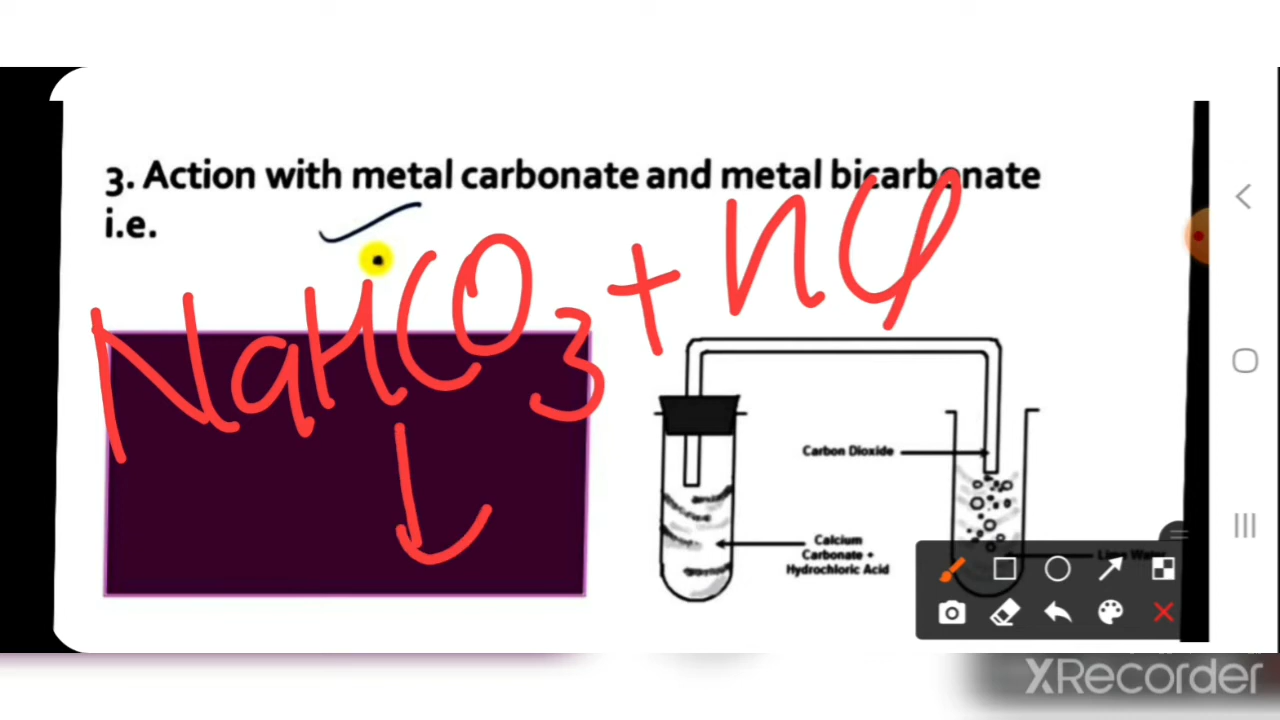 3. Action with metal carbonate and metal bicarbonate
i.e.
NaHCO3 + HCl
Carbon Dioxide
Calcium
Carbonate +
Hydrochloric Acid
XRecorder